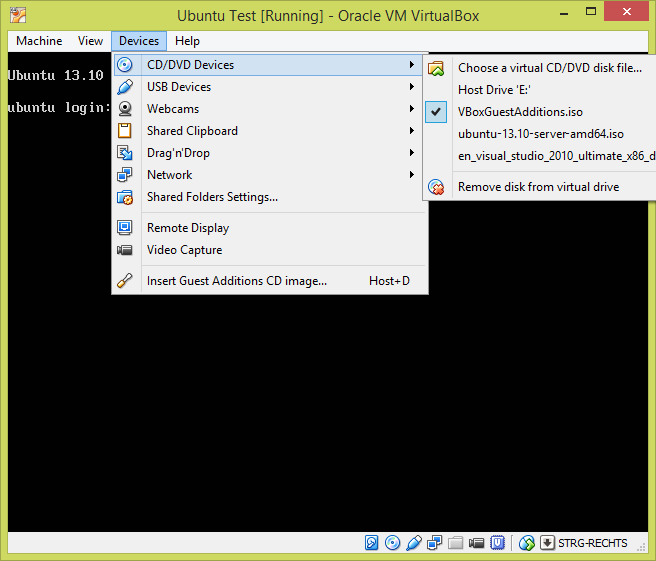 Ubuntu Test [Running] - Oracle VM VirtualBox
Machine View Devices Help
Ubuntu 13.10
ubuntu login:
CD/DVD Devices
USB Devices
Webcams
Shared Clipboard
Drag'n'Drop
Network
Shared Folders Settings...
Remote Display
Video Capture
Insert Guest Additions CD image... Host+D
Choose a virtual CD/DVD disk file...
Host Drive 'E:'
VBoxGuestAdditions.iso
ubuntu-13.10-server-amd64.iso
en_visual_studio_2010_ultimate_x86_d
Remove disk from virtual drive
STRG-RECHTS